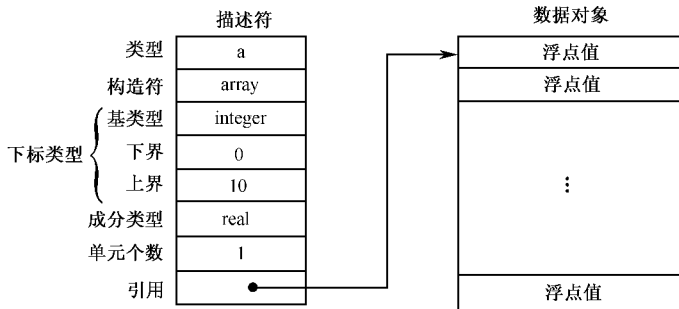 描述符
数据对象
类型 a 浮点值
构造符 array 浮点值
基类型 integer
下标类型 下界 0
上界 10
成分类型 real
单元个数 1
引用 浮点值